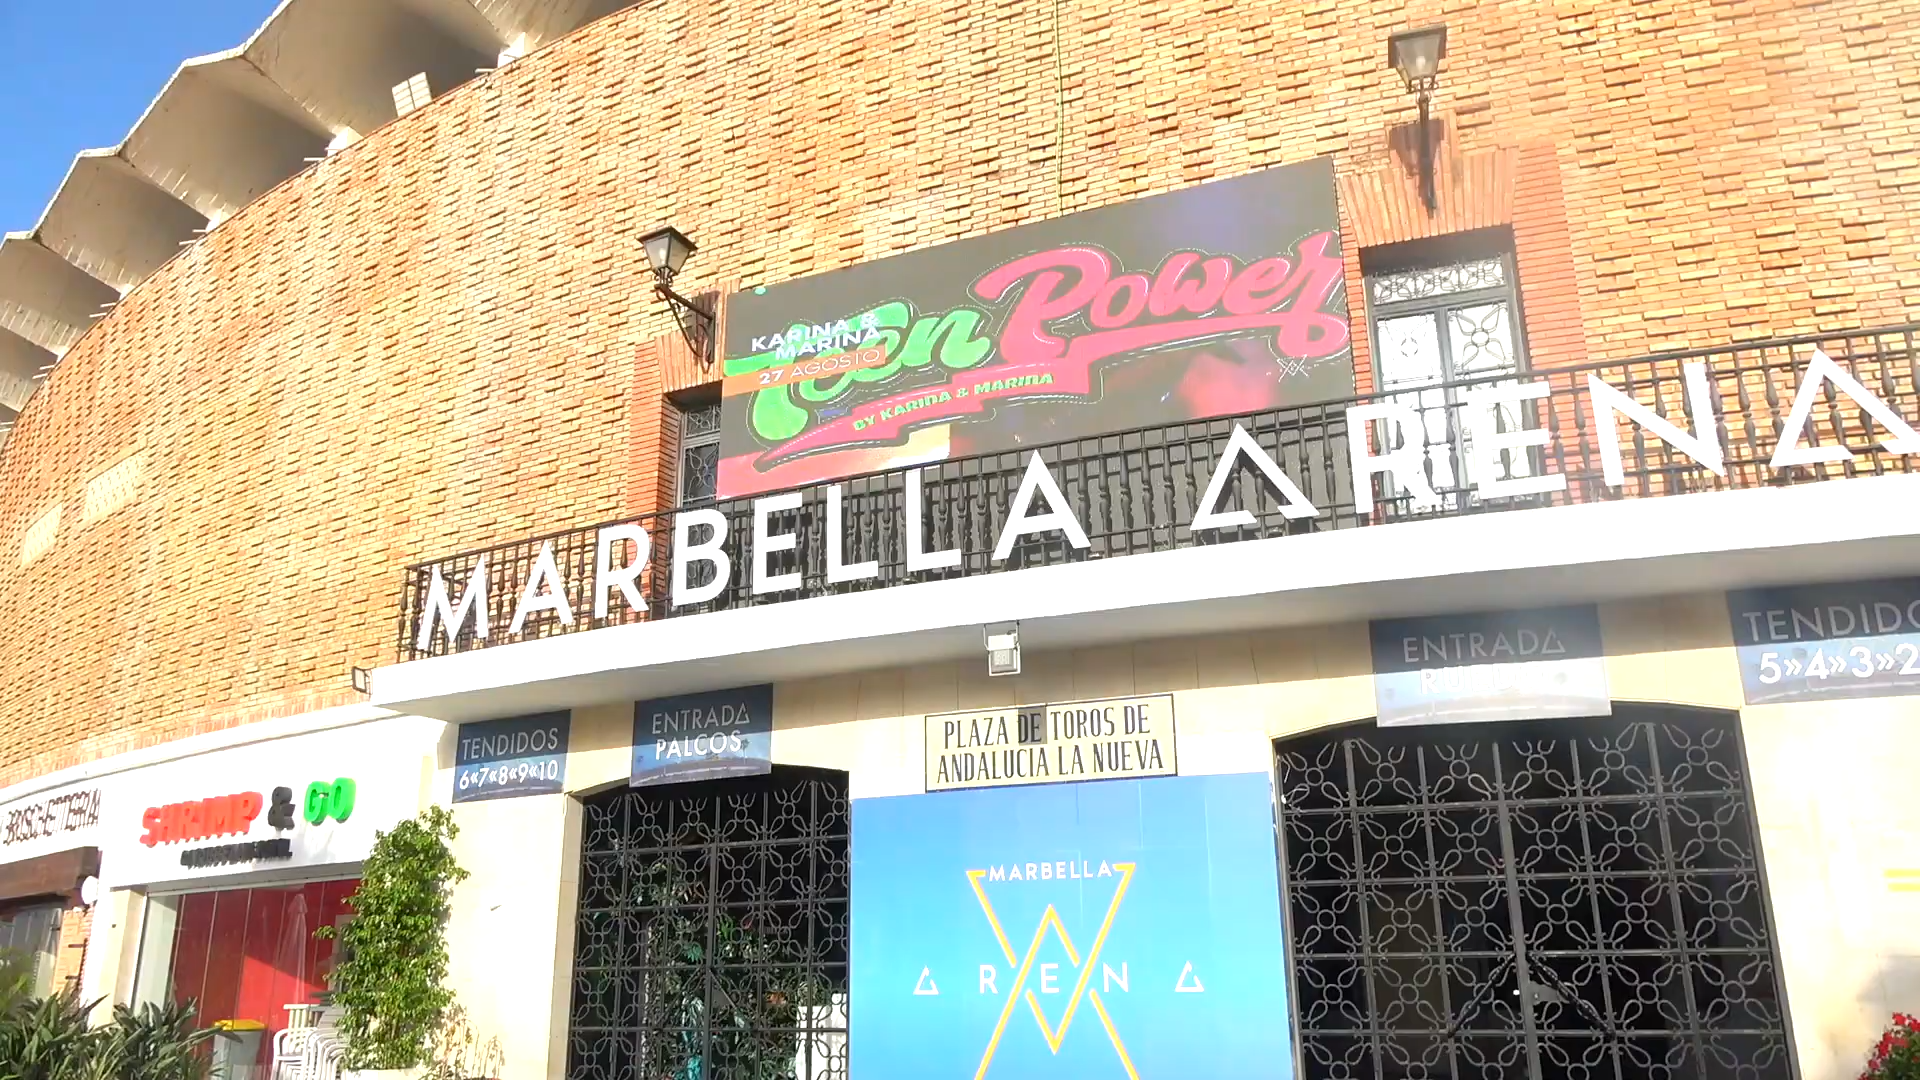 KARINA &
MARINA
27 AGOSTO
Teen Power
BY KARINA & MARINA
MARBELLA ARENA
TENDIDOS
6«7«8«9«10
ENTRADA
PALCOS
PLAZA DE TOROS DE
ANDALUCIA LA NUEVA
ENTRADA
TENDIDO
5»4»3»2
SHRIMP & GO
MARBELLA
ARENA